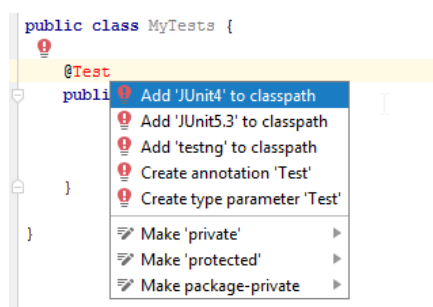 public class MyTests {
@Test
publi
Add 'JUnit4' to classpath
Add 'JUnit5.3' to classpath
Add 'testng' to classpath
Create annotation 'Test'
Create type parameter 'Test'
}
Make 'private'
}
Make 'protected'
Make package-private